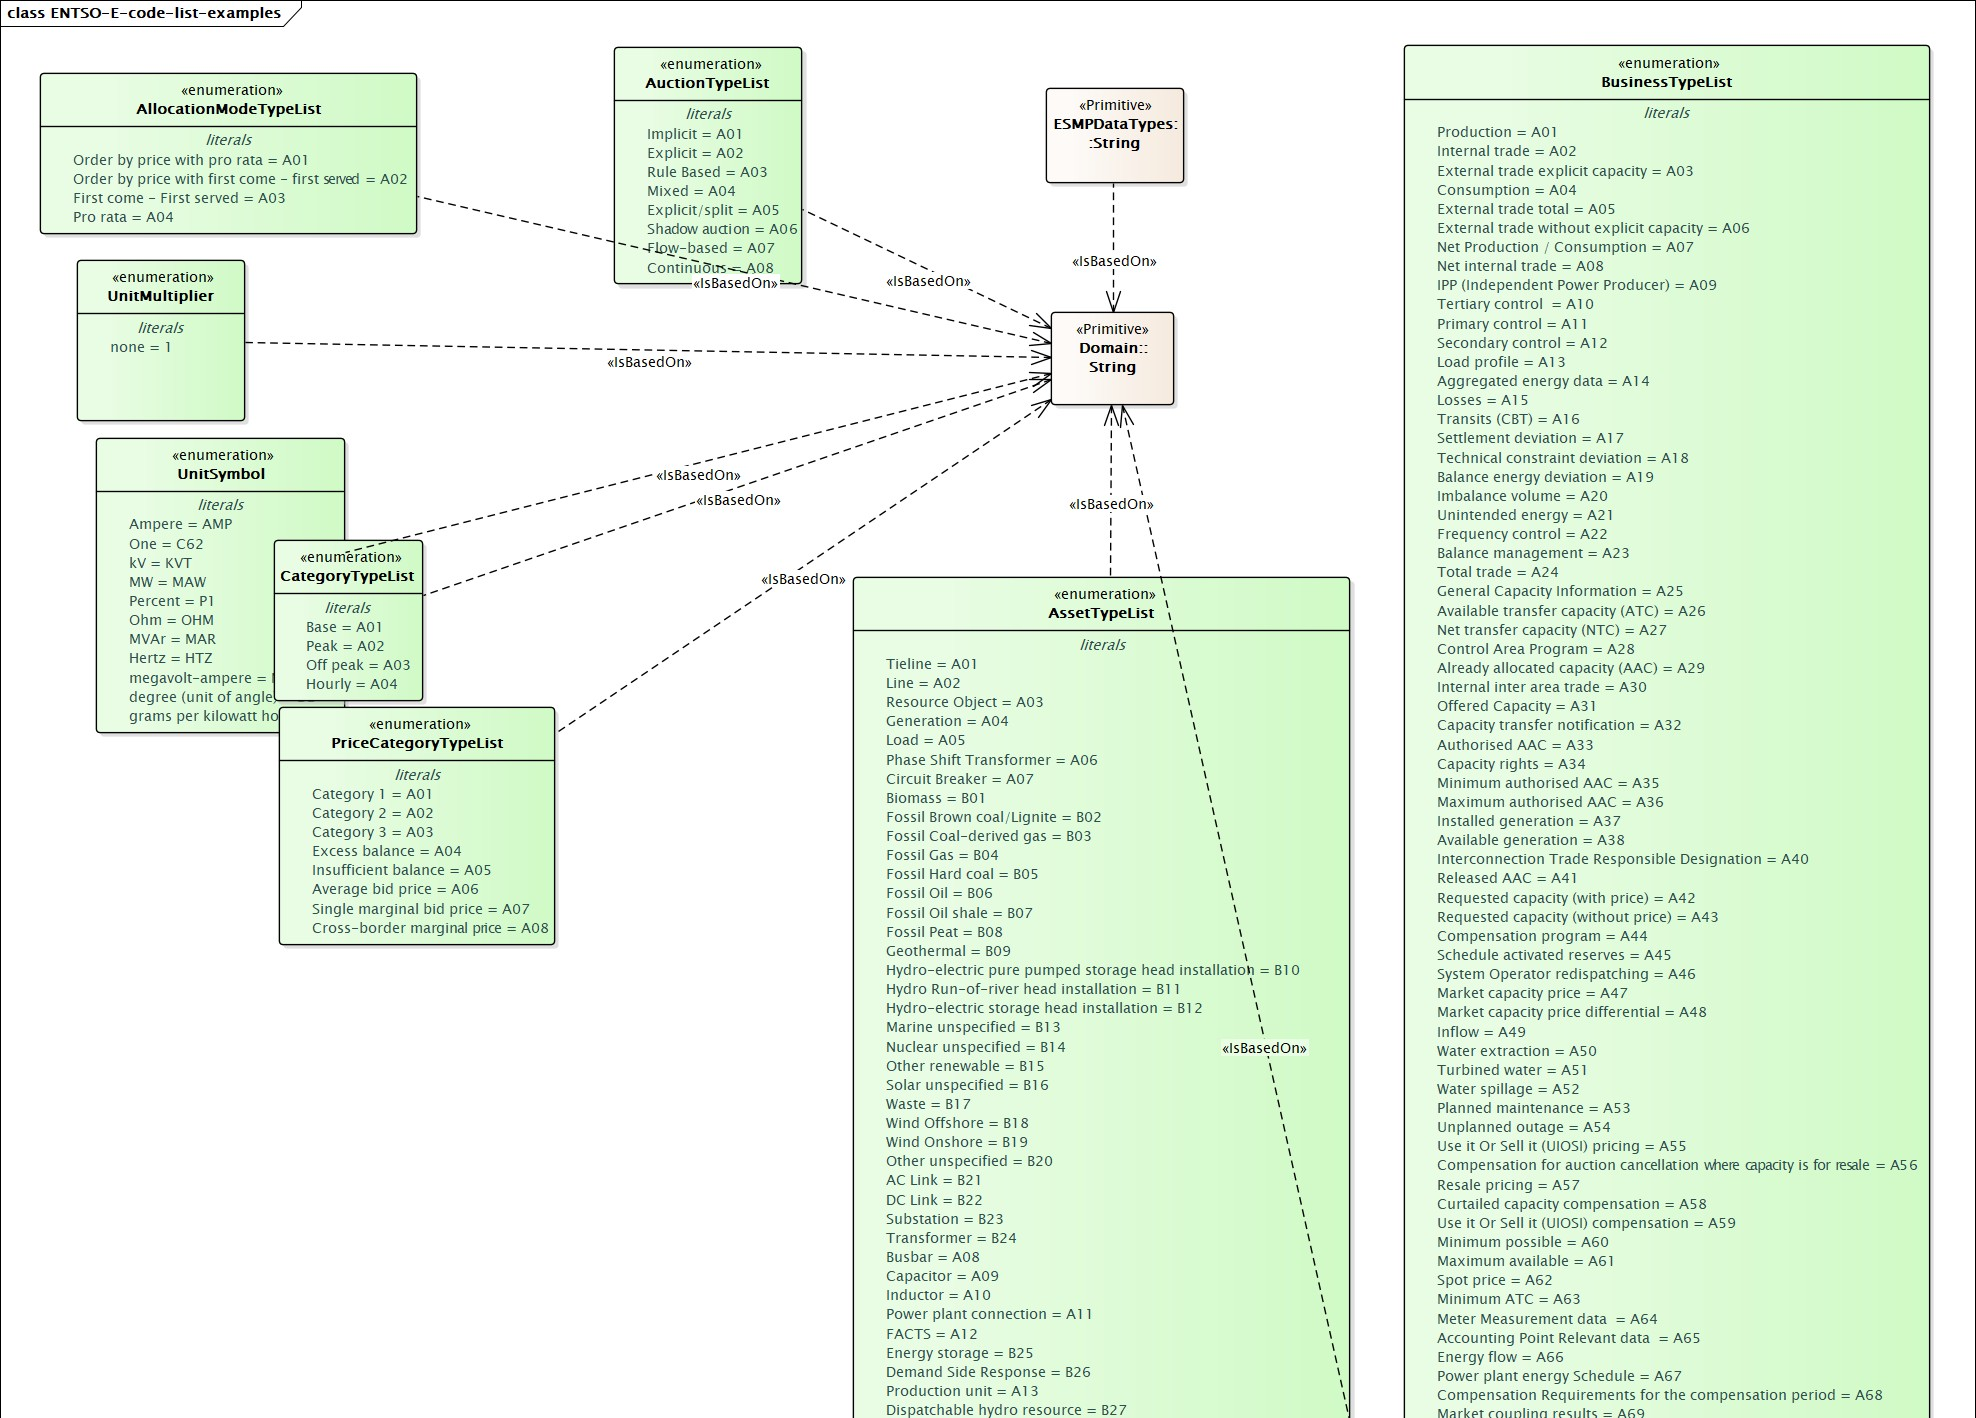 class ENTSO-E-code-list-examples
«enumeration»
AllocationModeTypeList
literals
Order by price with pro rata = A01
Order by price with first come - first served = A02
First come - First served = A03
Pro rata = A04
«enumeration»
AuctionTypeList
literals
Implicit = A01
Explicit = A02
Rule Based = A03
Mixed = A04
Explicit/split = A05
Shadow auction = A06
Flow-based = A07
Continuous = A08
«IsBasedOn»
«IsBasedOn»
«Primitive»
ESMPDataTypes:
:String
«IsBasedOn»
«Primitive»
Domain::
String
«enumeration»
UnitMultiplier
literals
none = 1
«IsBasedOn»
«enumeration»
UnitSymbol
literals
Ampere = AMP
One = C62
kV = KVT
MW = MAW
Percent = P1
Ohm = OHM
MVAr = MAR
Hertz = HTZ
megavolt-ampere =
degree (unit of angle)
grams per kilowatt ho
«IsBasedOn»
«IsBasedOn»
«enumeration»
CategoryTypeList
literals
Base = A01
Peak = A02
Off peak = A03
Hourly = A04
«IsBasedOn»
«enumeration»
PriceCategoryTypeList
literals
Category 1 = A01
Category 2 = A02
Category 3 = A03
Excess balance = A04
Insufficient balance = A05
Average bid price = A06
Single marginal bid price = A07
Cross-border marginal price = A08
«IsBasedOn»
«enumeration»
AssetTypeList
literals
Tieline = A01
Line = A02
Resource Object = A03
Generation = A04
Load = A05
Phase Shift Transformer = A06
Circuit Breaker = A07
Biomass = B01
Fossil Brown coal/Lignite = B02
Fossil Coal-derived gas = B03
Fossil Gas = B04
Fossil Hard coal = B05
Fossil Oil = B06
Fossil Oil shale = B07
Fossil Peat = B08
Geothermal = B09
Hydro-electric pure pumped storage head installation = B10
Hydro Run-of-river head installation = B11
Hydro-electric storage head installation = B12
Marine unspecified = B13
Nuclear unspecified = B14
Other renewable = B15
Solar unspecified = B16
Waste = B17
Wind Offshore = B18
Wind Onshore = B19
Other unspecified = B20
AC Link = B21
DC Link = B22
Substation = B23
Transformer = B24
Busbar = A08
Capacitor = A09
Inductor = A10
Power plant connection = A11
FACTS = A12
Energy storage = B25
Demand Side Response = B26
Production unit = A13
Dispatchable hydro resource = B27
«IsBasedOn»
«enumeration»
BusinessTypeList
literals
Production = A01
Internal trade = A02
External trade explicit capacity = A03
Consumption = A04
External trade total = A05
External trade without explicit capacity = A06
Net Production / Consumption = A07
Net internal trade = A08
IPP (Independent Power Producer) = A09
Tertiary control  = A10
Primary control = A11
Secondary control = A12
Load profile = A13
Aggregated energy data = A14
Losses = A15
Transits (CBT) = A16
Settlement deviation = A17
Technical constraint deviation = A18
Balance energy deviation = A19
Imbalance volume = A20
Unintended energy = A21
Frequency control = A22
Balance management = A23
Total trade = A24
General Capacity Information = A25
Available transfer capacity (ATC) = A26
Net transfer capacity (NTC) = A27
Control Area Program = A28
Already allocated capacity (AAC) = A29
Internal inter area trade = A30
Offered Capacity = A31
Capacity transfer notification = A32
Authorised AAC = A33
Capacity rights = A34
Minimum authorised AAC = A35
Maximum authorised AAC = A36
Installed generation = A37
Available generation = A38
Interconnection Trade Responsible Designation = A40
Released AAC = A41
Requested capacity (with price) = A42
Requested capacity (without price) = A43
Compensation program = A44
Schedule activated reserves = A45
System Operator redispatching = A46
Market capacity price = A47
Market capacity price differential = A48
Inflow = A49
Water extraction = A50
Turbined water = A51
Water spillage = A52
Planned maintenance = A53
Unplanned outage = A54
Use it Or Sell it (UIOSI) pricing = A55
Compensation for auction cancellation where capacity is for resale = A56
Resale pricing = A57
Curtailed capacity compensation = A58
Use it Or Sell it (UIOSI) compensation = A59
Minimum possible = A60
Maximum available = A61
Spot price = A62
Minimum ATC = A63
Meter Measurement data  = A64
Accounting Point Relevant data  = A65
Energy flow = A66
Power plant energy Schedule = A67
Compensation Requirements for the compensation period = A68
Market coupling results = A69